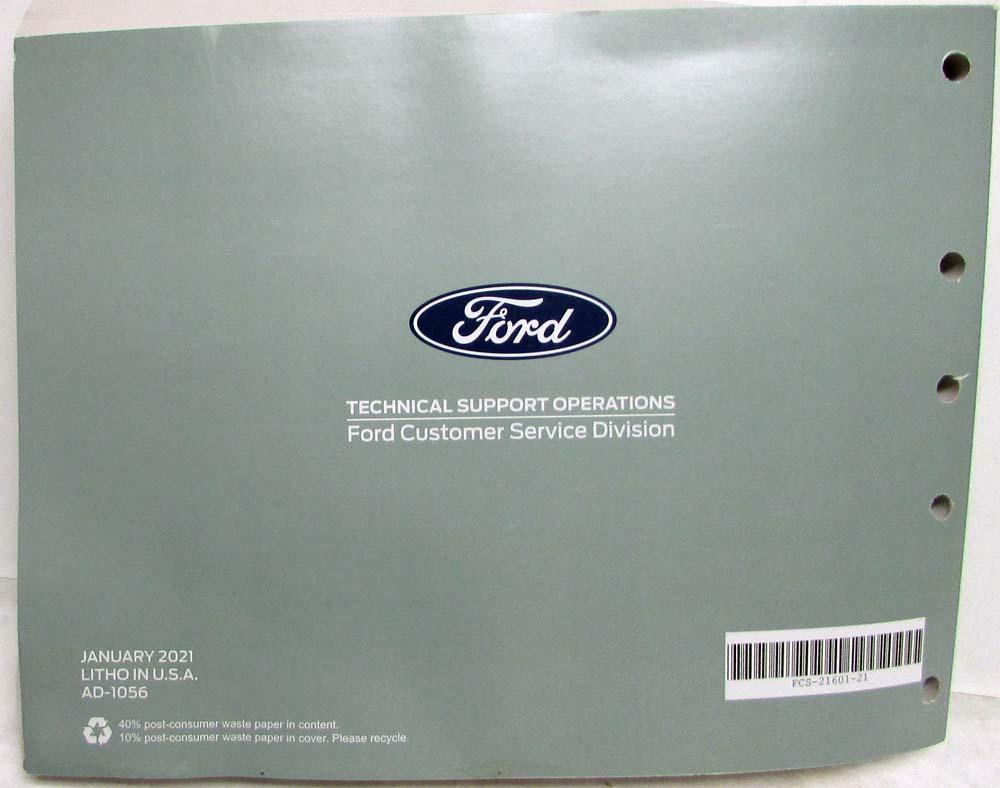 Ford
TECHNICAL SUPPORT OPERATIONS
Ford Customer Service Division
JANUARY 2021
LITHO IN U.S.A.
AD-1056
FCS-21601-21
40% post-consumer waste paper in content.
10% post-consumer waste paper in cover. Please recycle.